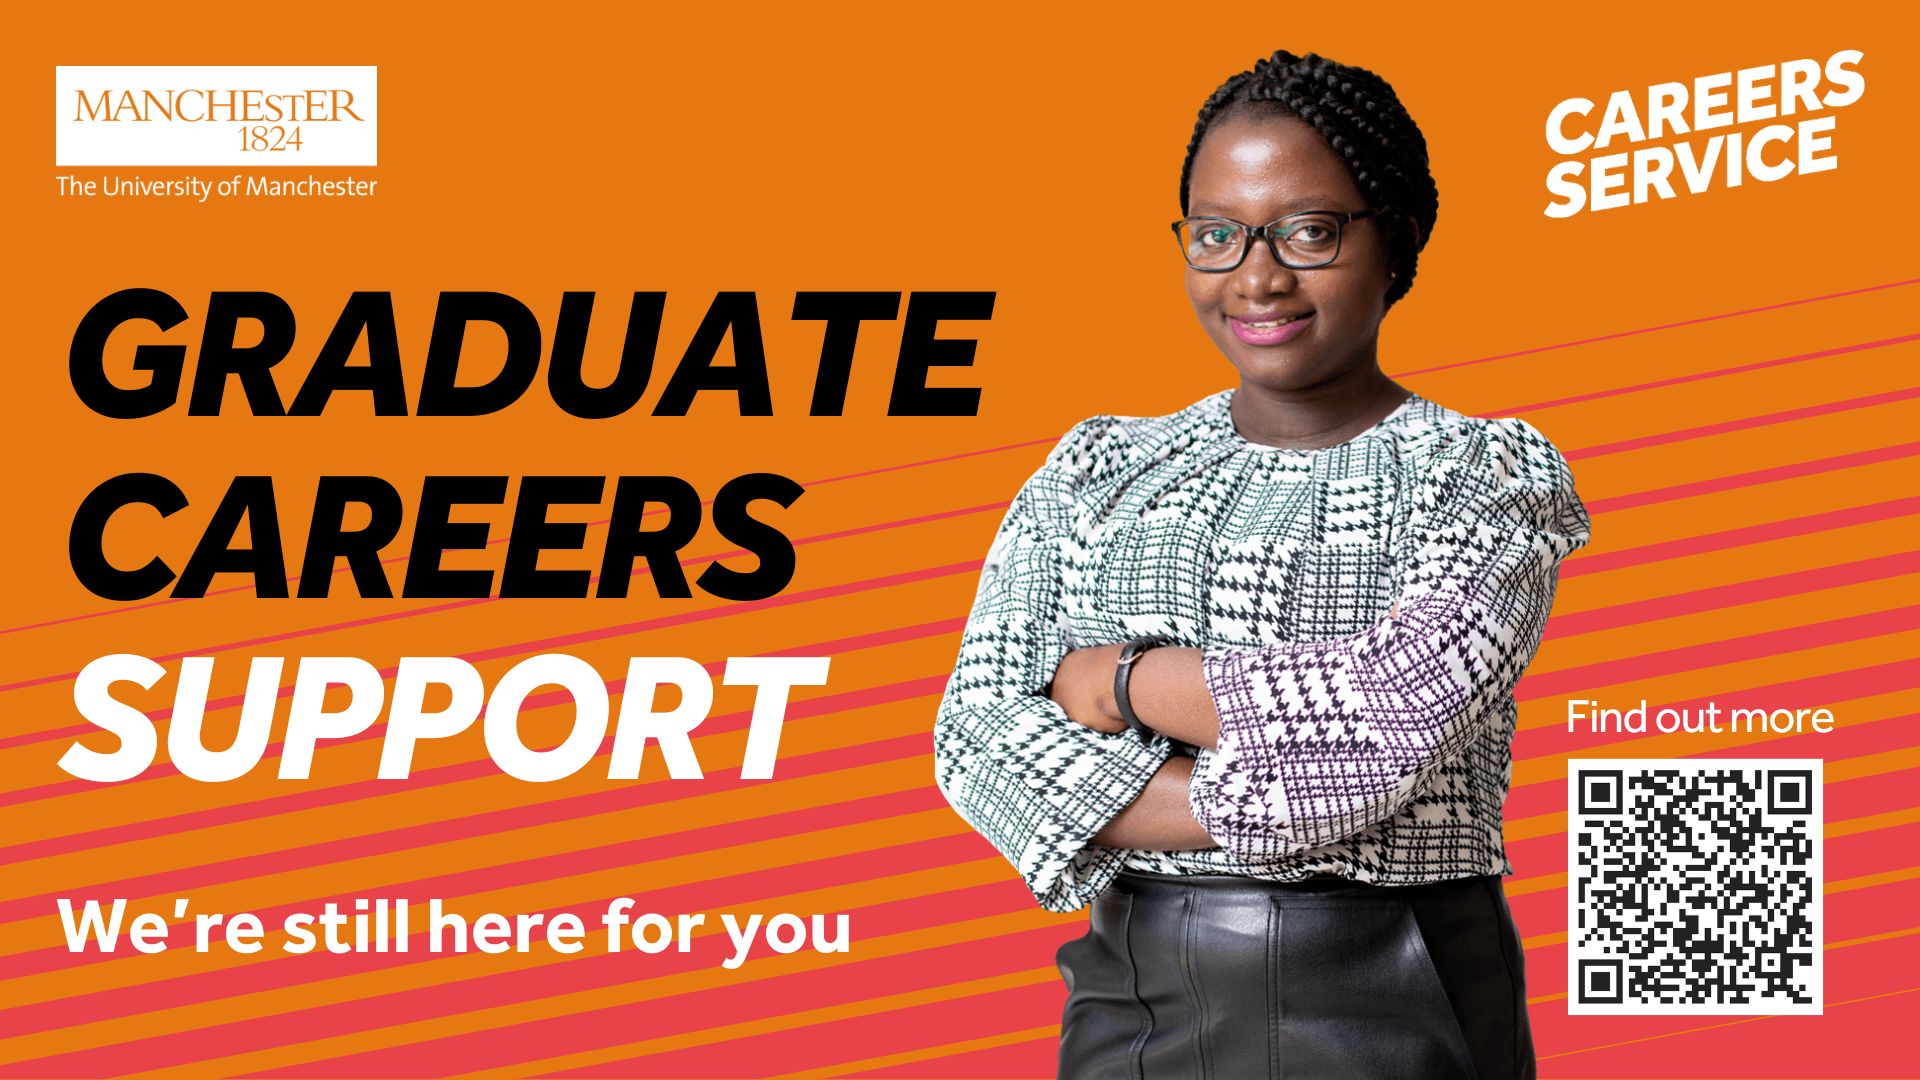 MANCHESTER
1824
The University of Manchester
CAREERS
SERVICE
GRADUATE
CAREERS
SUPPORT
We're still here for you
Find out more